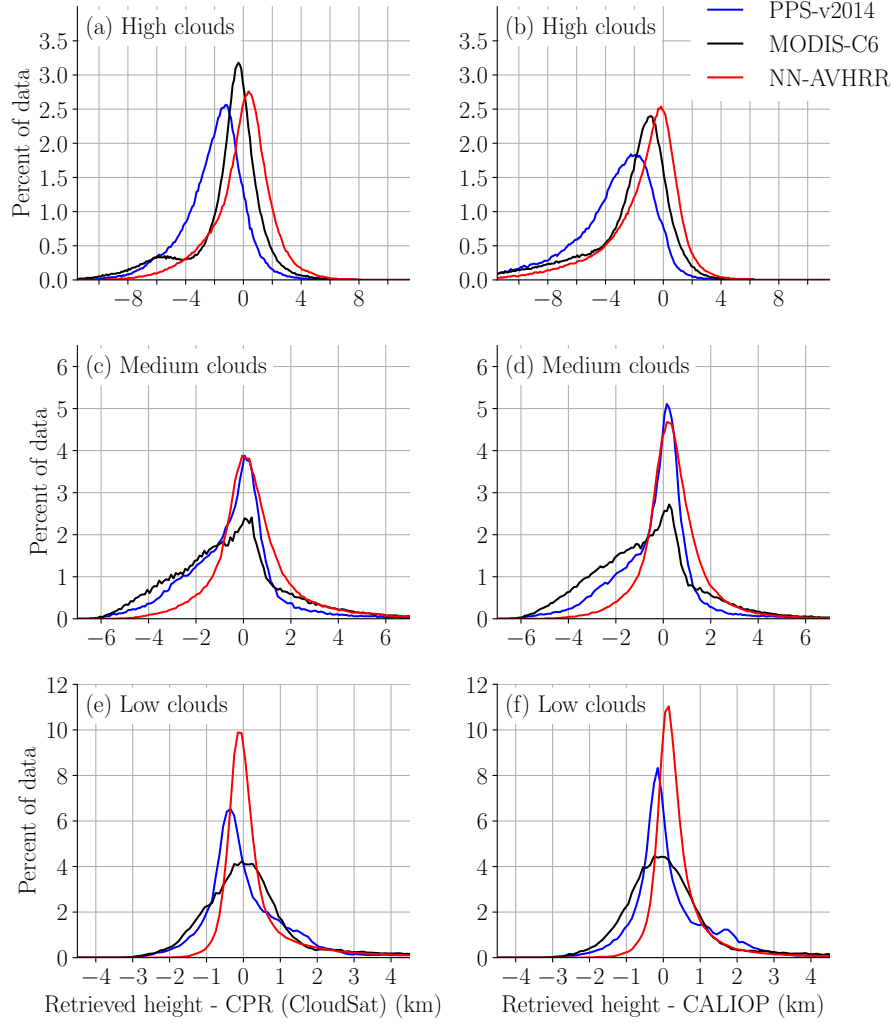 PPS-v2014
MODIS-C6
NN-AVHRR
(a) High clouds
3.5
3.0
2.5
2.0
1.5
1.0
0.5
0.0
Percent of data
−8 −4 0 4 8
(b) High clouds
3.5
3.0
2.5
2.0
1.5
1.0
0.5
0.0
−8 −4 0 4 8
(c) Medium clouds
6
5
4
3
2
1
0
Percent of data
−6 −4 −2 0 2 4 6
(d) Medium clouds
6
5
4
3
2
1
0
−6 −4 −2 0 2 4 6
(e) Low clouds
12
10
8
6
4
2
0
Percent of data
−4 −3 −2 −1 0 1 2 3 4
Retrieved height - CPR (CloudSat) (km)
(f) Low clouds
12
10
8
6
4
2
0
−4 −3 −2 −1 0 1 2 3 4
Retrieved height - CALIOP (km)